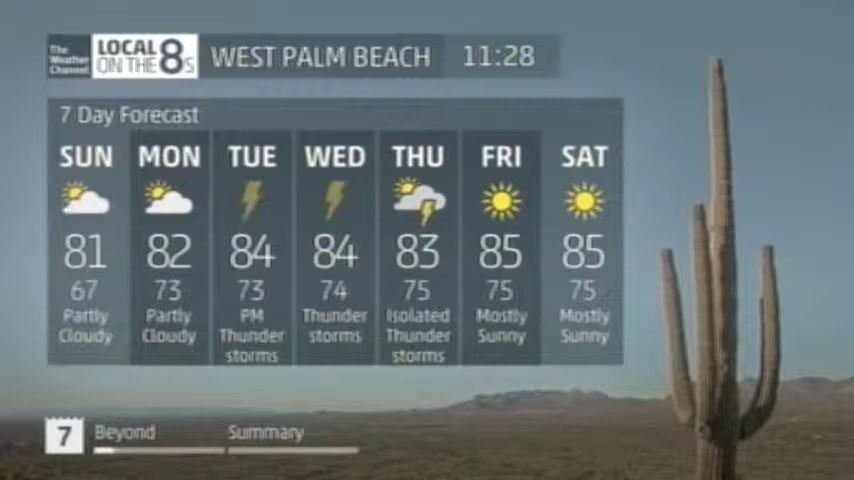 The Weather Channel
LOCAL ON THE 8s
WEST PALM BEACH 11:28
7 Day Forecast
SUN MON TUE WED THU FRI SAT
81 82 84 84 83 85 85
67 73 73 74 75 75 75
Partly Cloudy
Partly Cloudy
PM Thunder storms
Thunder storms
Isolated Thunder storms
Mostly Sunny
Mostly Sunny
7 Beyond Summary